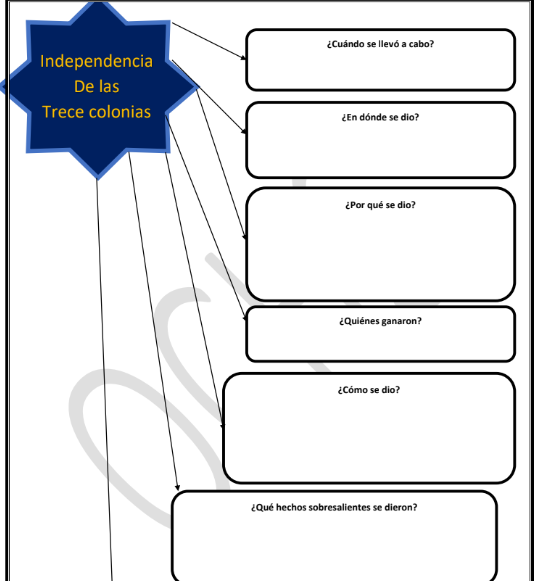 Independencia
De las
Trece colonias
¿Cuándo se llevó a cabo?
¿En dónde se dio?
¿Por qué se dio?
¿Quiénes ganaron?
¿Cómo se dio?
¿Qué hechos sobresalientes se dieron?